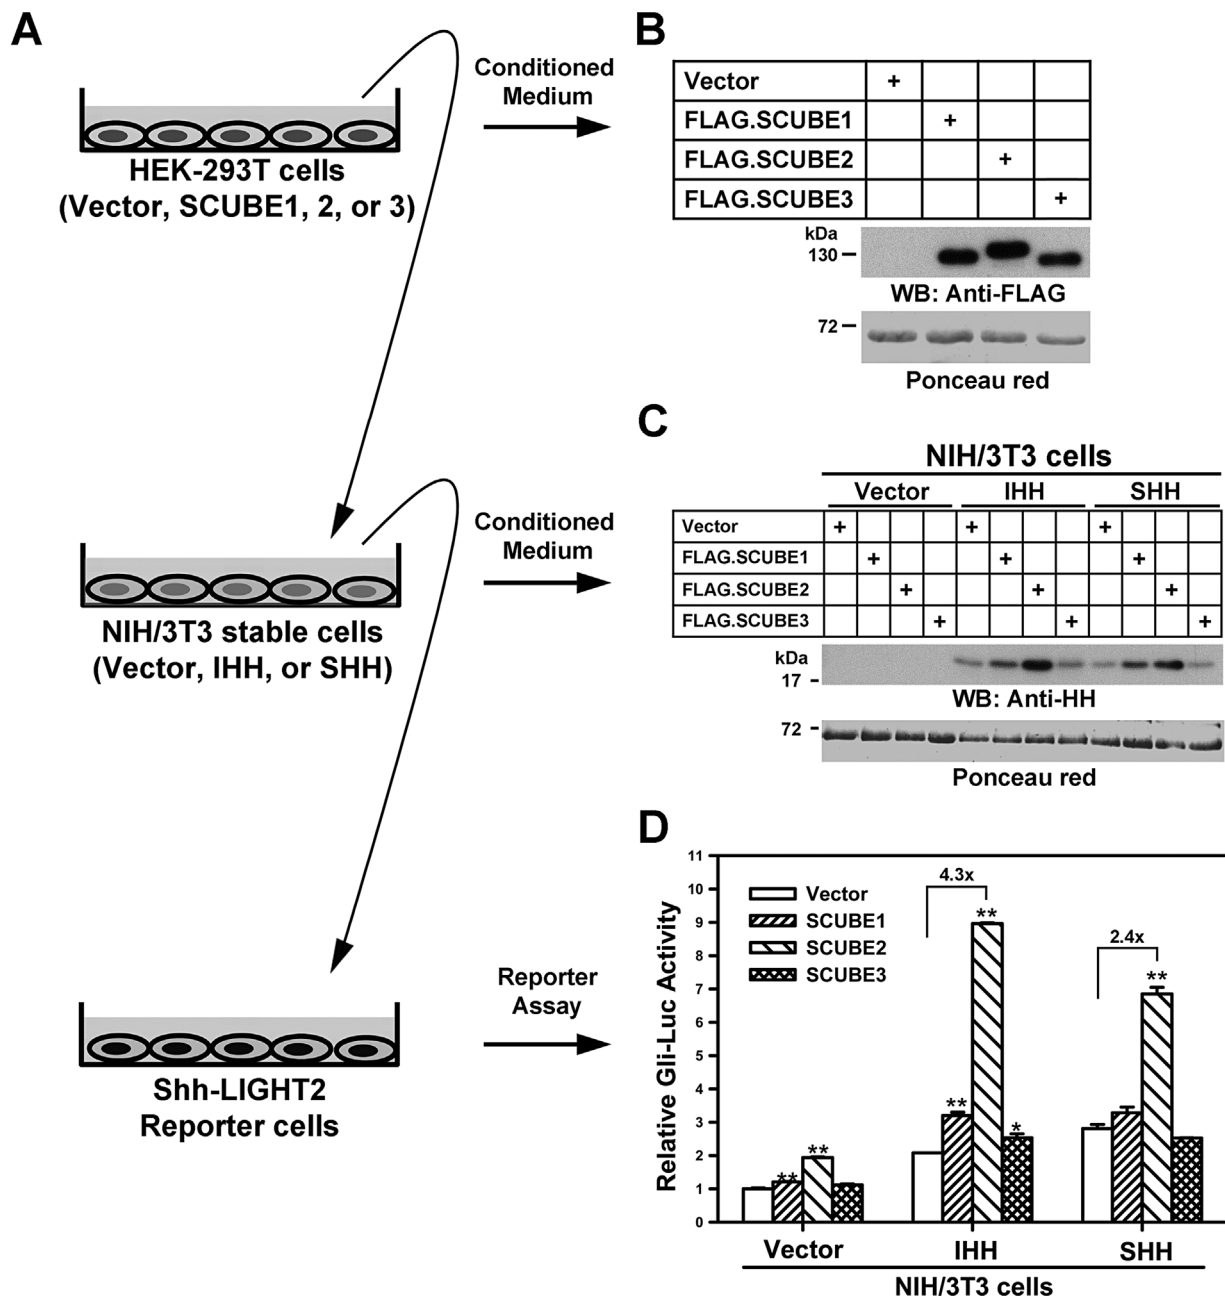 A
Conditioned
Medium
HEK-293T cells
(Vector, SCUBE1, 2, or 3)
Conditioned
Medium
NIH/3T3 stable cells
(Vector, IHH, or SHH)
Reporter
Assay
Shh-LIGHT2
Reporter cells
B
Vector +
FLAG.SCUBE1 +
FLAG.SCUBE2 +
FLAG.SCUBE3 +
kDa
130
WB: Anti-FLAG
72
Ponceau red
C
NIH/3T3 cells
Vector IHH SHH
Vector + + +
FLAG.SCUBE1 + + +
FLAG.SCUBE2 + + +
FLAG.SCUBE3 + + +
kDa
17
WB: Anti-HH
72
Ponceau red
D
Relative Gli-Luc Activity
11
10
9
8
7
6
5
4
3
2
1
0
Vector
SCUBE1
SCUBE2
SCUBE3
4.3x
2.4x
** ** ** ** * **
Vector IHH SHH
NIH/3T3 cells